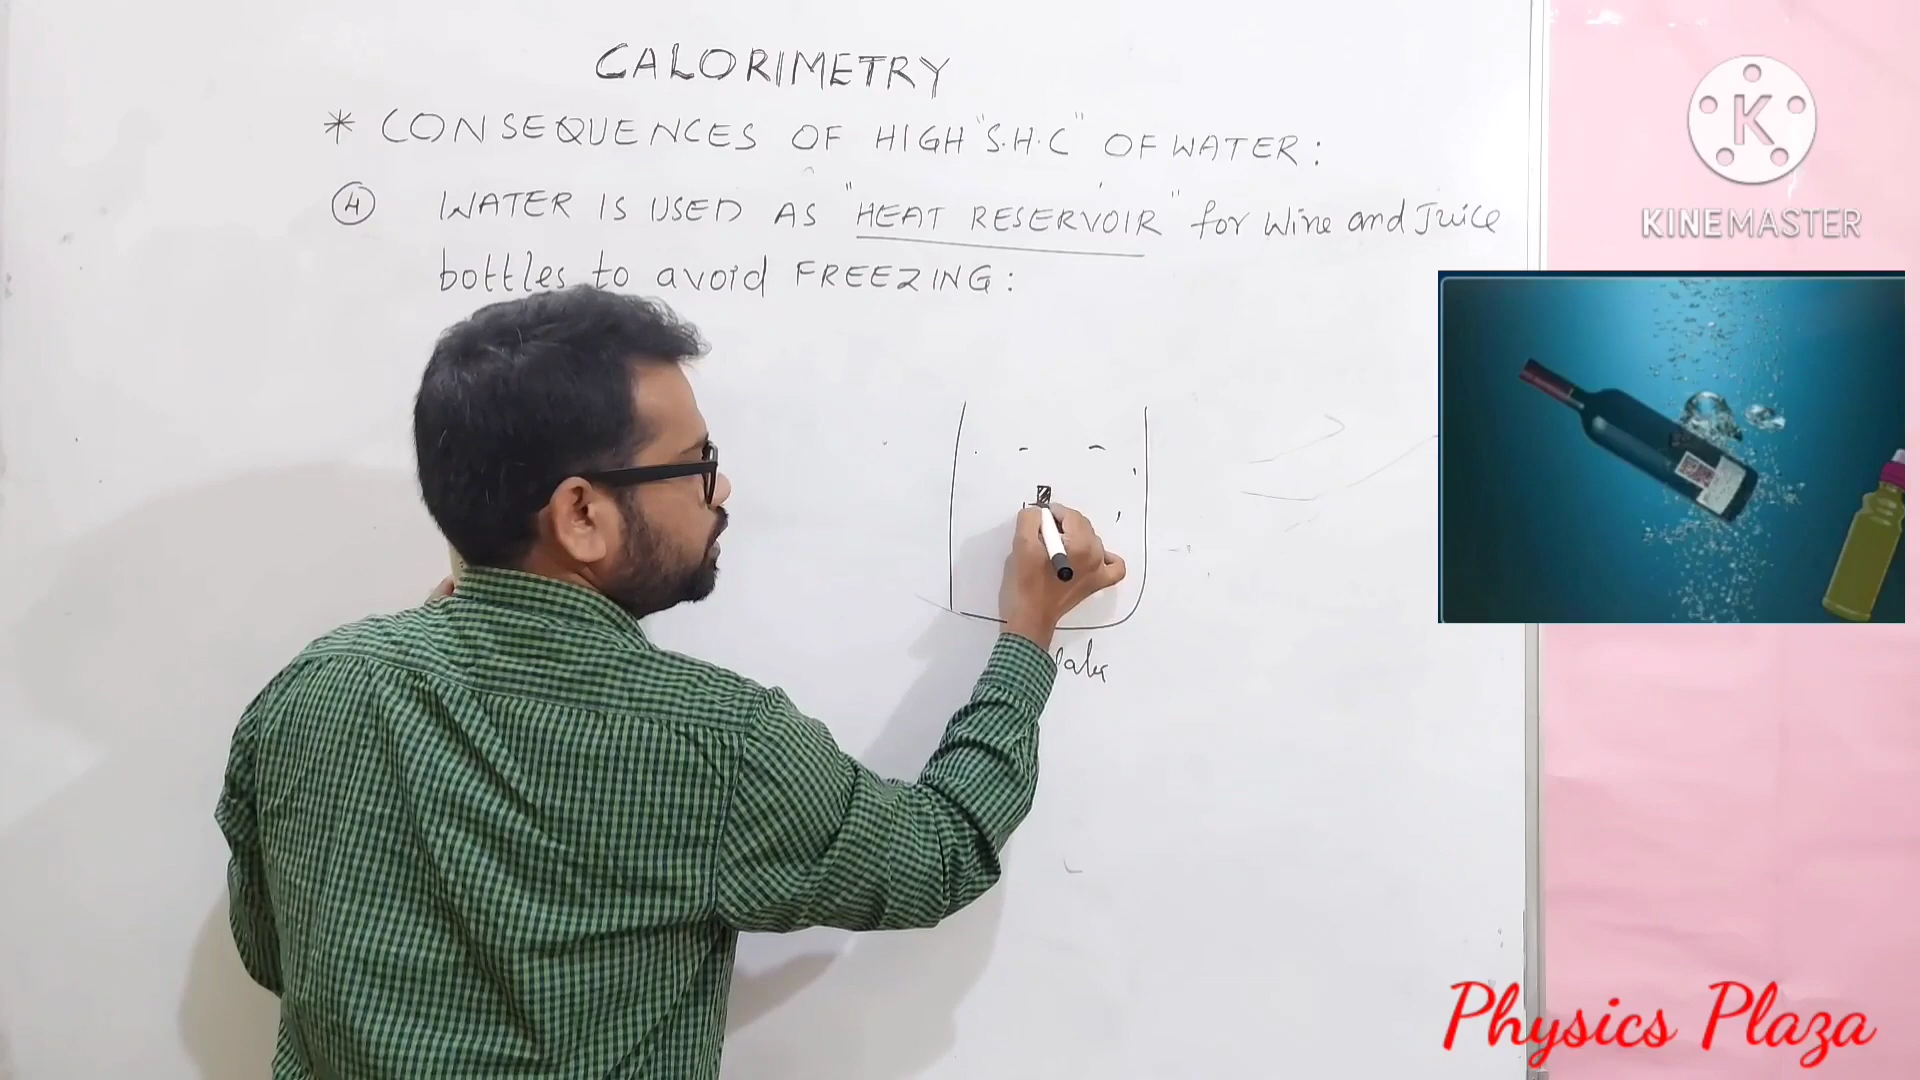 CALORIMETRY
* CONSEQUENCES OF HIGH "S.H.C" OF WATER:
4 WATER IS USED AS "HEAT RESERVOIR" for Wine and Juice
bottles to avoid FREEZING:
K
KINEMASTER
Physics Plaza